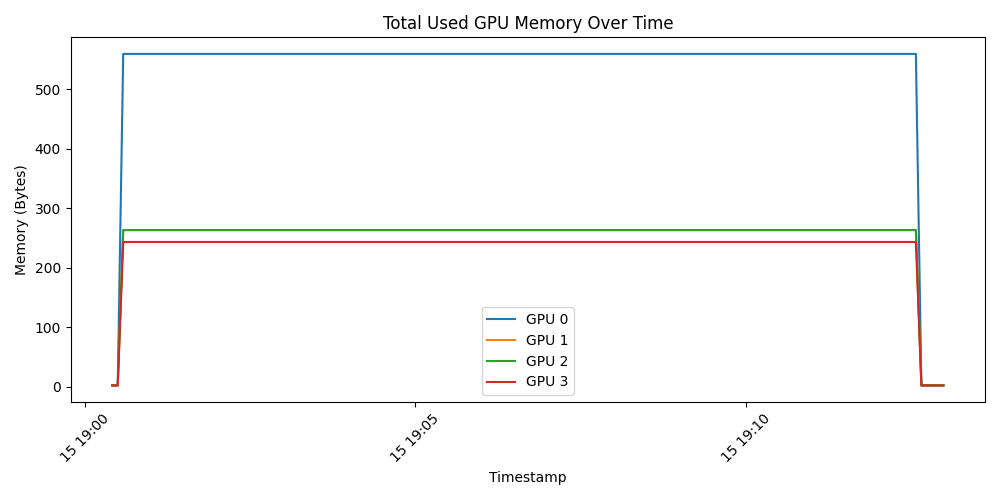 Total Used GPU Memory Over Time
Memory (Bytes)
500
400
300
200
100
0
GPU 0
GPU 1
GPU 2
GPU 3
15 19:00
15 19:05
15 19:10
Timestamp